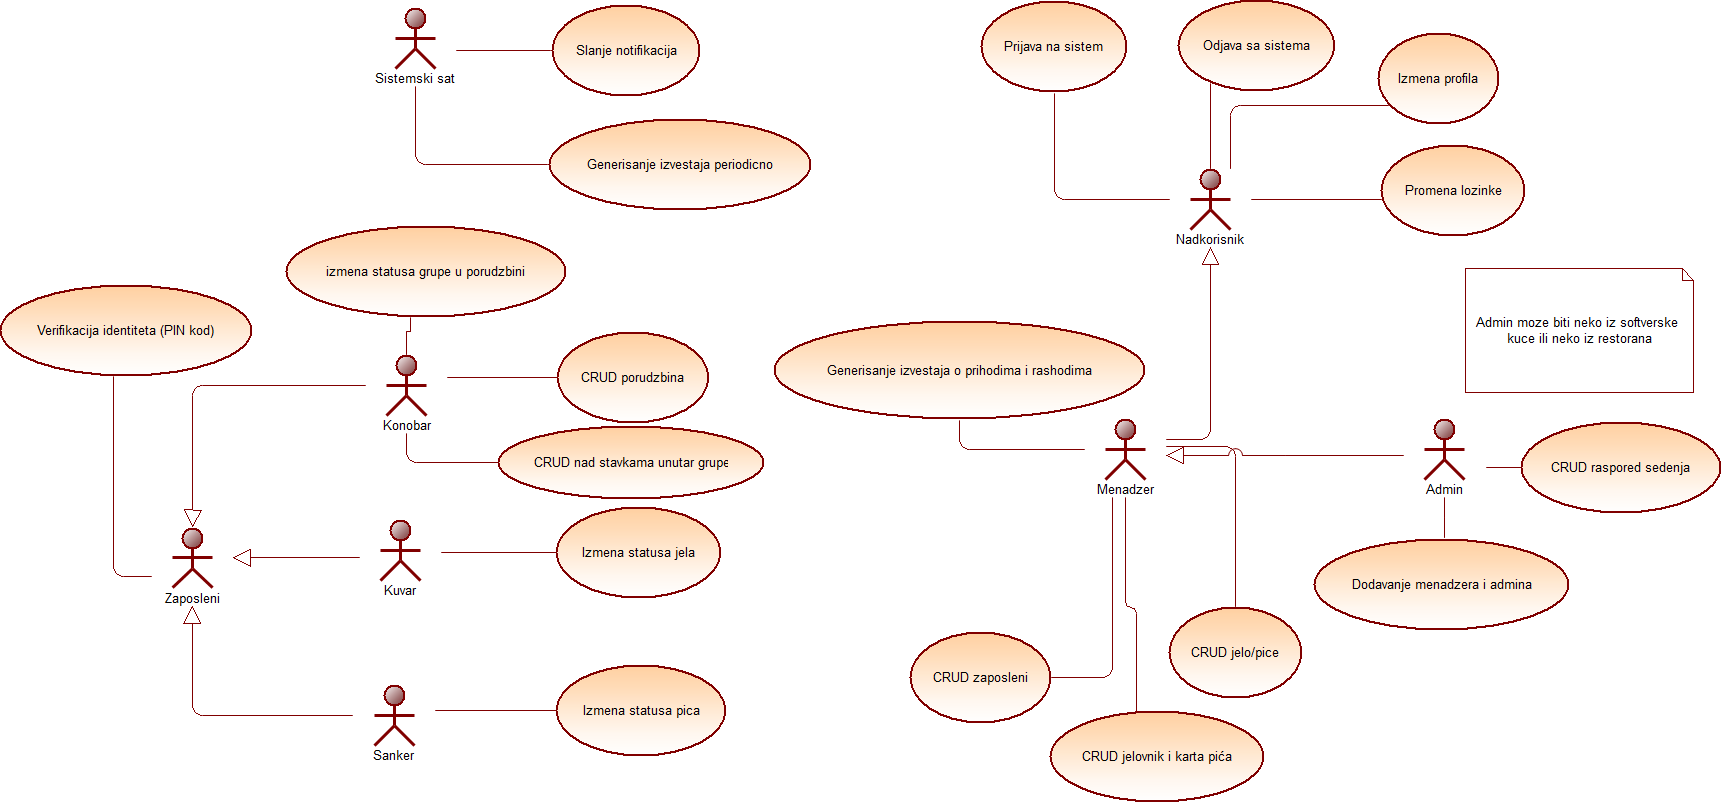 Slanje notifikacija
Sistemski sat
Generisanje izvestaja periodicno
Prijava na sistem
Odjava sa sistema
Izmena profila
Promena lozinke
Nadkorisnik
izmena statusa grupe u porudzbini
Verifikacija identiteta (PIN kod)
CRUD porudzbina
Konobar
CRUD nad stavkama unutar grupe
Zaposleni
Izmena statusa jela
Kuvar
Izmena statusa pica
Sanker
Admin moze biti neko iz softverske
kuce ili neko iz restorana
Generisanje izvestaja o prihodima i rashodima
Menadzer
Admin
CRUD raspored sedenja
Dodavanje menadzera i admina
CRUD jelo/pice
CRUD zaposleni
CRUD jelovnik i karta pića